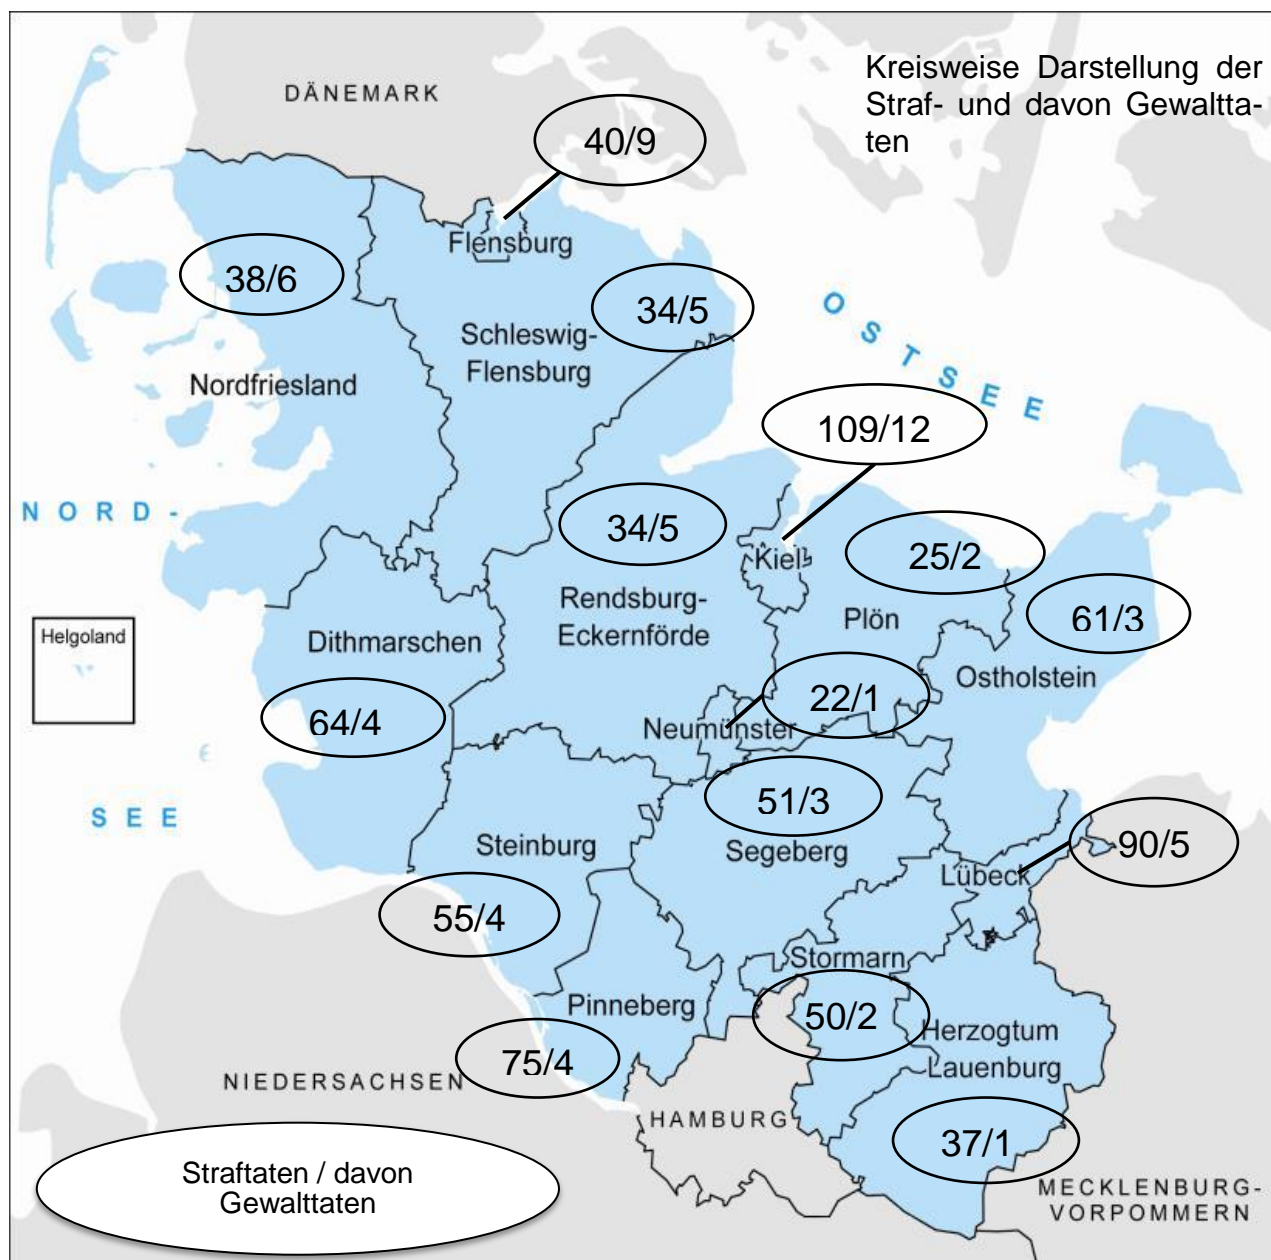 Kreisweise Darstellung der
Straf- und davon Gewaltta-
ten
DÄNEMARK
40/9
Flensburg
38/6
34/5
Schleswig-
Flensburg
Nordfriesland
OSTSEE
109/12
NORD-
34/5
Kiel
25/2
Rendsburg-
Eckernförde
Plön
61/3
Helgoland
Dithmarschen
Ostholstein
64/4
Neumünster
22/1
51/3
SEE
Steinburg
Segeberg
90/5
Lübeck
55/4
Stormarn
Pinneberg
50/2
Herzogtum
Lauenburg
75/4
NIEDERSACHSEN
HAMBURG
37/1
Straftaten / davon
Gewalttaten
MECKLENBURG-
VORPOMMERN